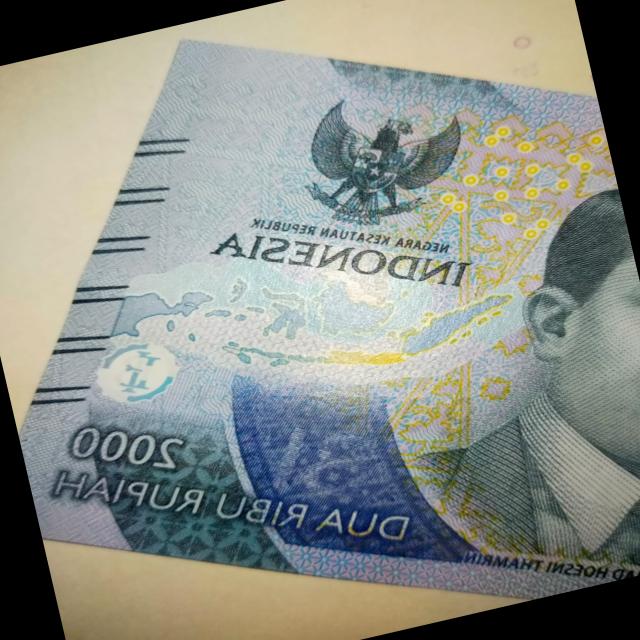 NEGARA KESATUAN REPUBLIK
INDONESIA
2000
DUA RIBU RUPIAH
HOESNI THAMRIN